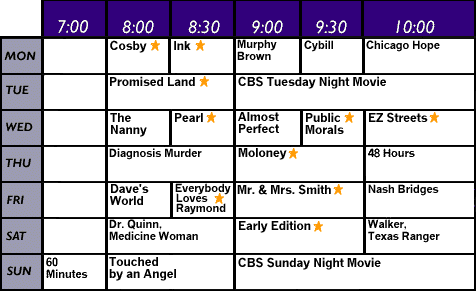 7:00 8:00 8:30 9:00 9:30 10:00
MON Cosby Ink Murphy Brown Cybill Chicago Hope
TUE Promised Land CBS Tuesday Night Movie
WED The Nanny Pearl Almost Perfect Public Morals EZ Streets
THU Diagnosis Murder Moloney 48 Hours
FRI Dave's World Everybody Loves Raymond Mr. & Mrs. Smith Nash Bridges
SAT Dr. Quinn, Medicine Woman Early Edition Walker, Texas Ranger
SUN 60 Minutes Touched by an Angel CBS Sunday Night Movie